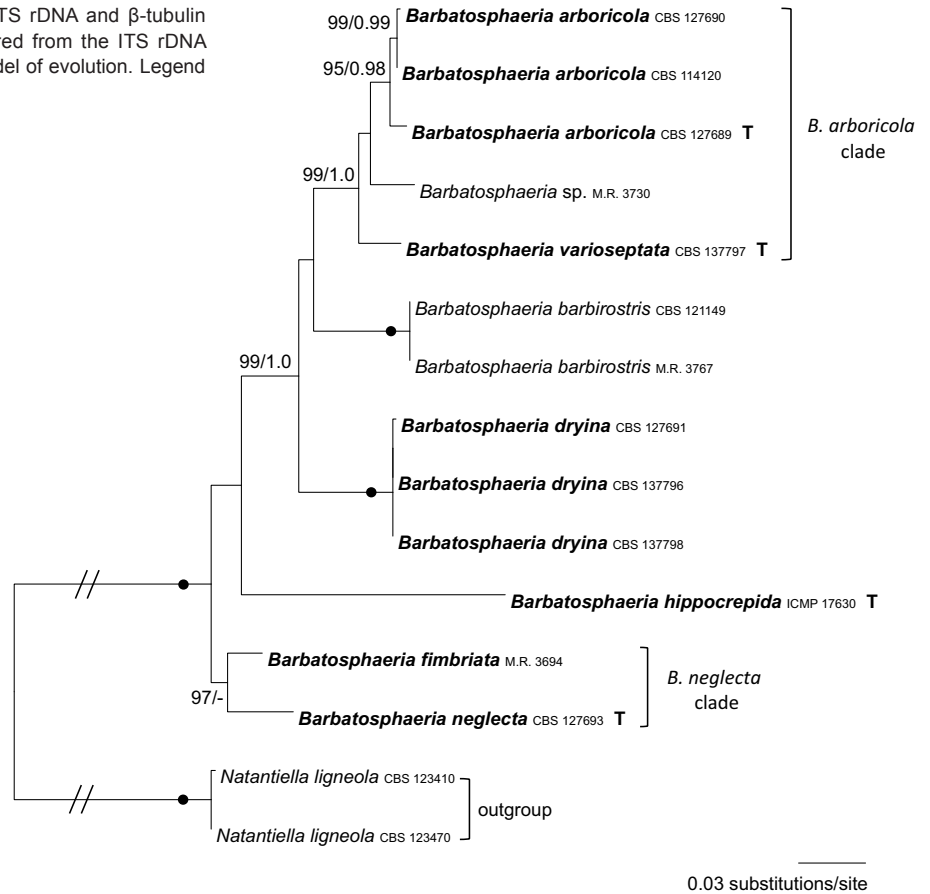 ITS rDNA and β-tubulin
red from the ITS rDNA
del of evolution. Legend
99/0.99
Barbatosphaeria arboricola CBS 127690
95/0.98
Barbatosphaeria arboricola CBS 114120
Barbatosphaeria arboricola CBS 127689 T
B. arboricola
clade
99/1.0
Barbatosphaeria sp. M.R. 3730
Barbatosphaeria varioseptata CBS 137797 T
Barbatosphaeria barbirostris CBS 121149
99/1.0
Barbatosphaeria barbirostris M.R. 3767
Barbatosphaeria dryina CBS 127691
Barbatosphaeria dryina CBS 137796
Barbatosphaeria dryina CBS 137798
Barbatosphaeria hippocrepida ICMP 17630 T
Barbatosphaeria fimbriata M.R. 3694
B. neglecta
clade
97/-
Barbatosphaeria neglecta CBS 127693 T
Natantiella ligneola CBS 123410
outgroup
Natantiella ligneola CBS 123470
0.03 substitutions/site